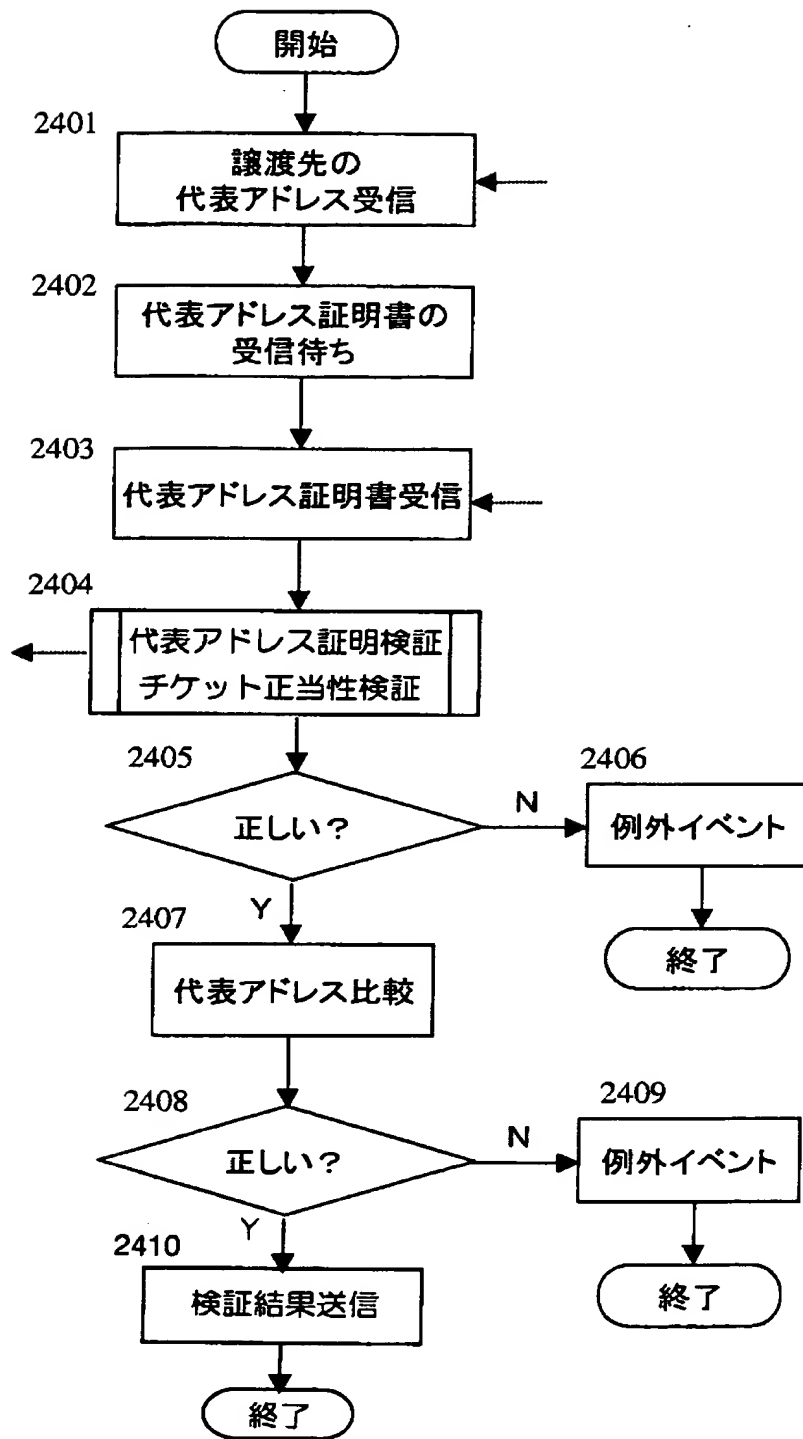 開始
2401
譲渡先の
代表アドレス受信
2402
代表アドレス証明書の
受信待ち
2403
代表アドレス証明書受信
2404
代表アドレス証明検証
チケット正当性検証
2405
正しい?
N
2406
例外イベント
終了
Y
2407
代表アドレス比較
2408
正しい?
N
2409
例外イベント
終了
Y
2410
検証結果送信
終了